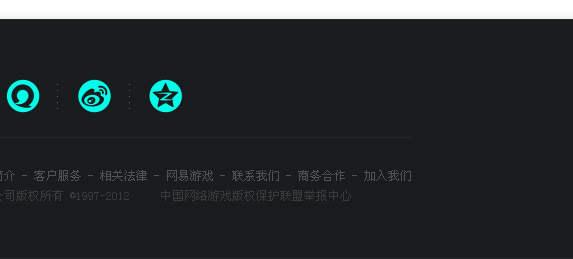 介 - 客户服务 - 相关法律 - 网易游戏 - 联系我们 - 商务合作 - 加入我们
公司版权所有 ©1997-2012 中国网络游戏版权保护联盟举报中心